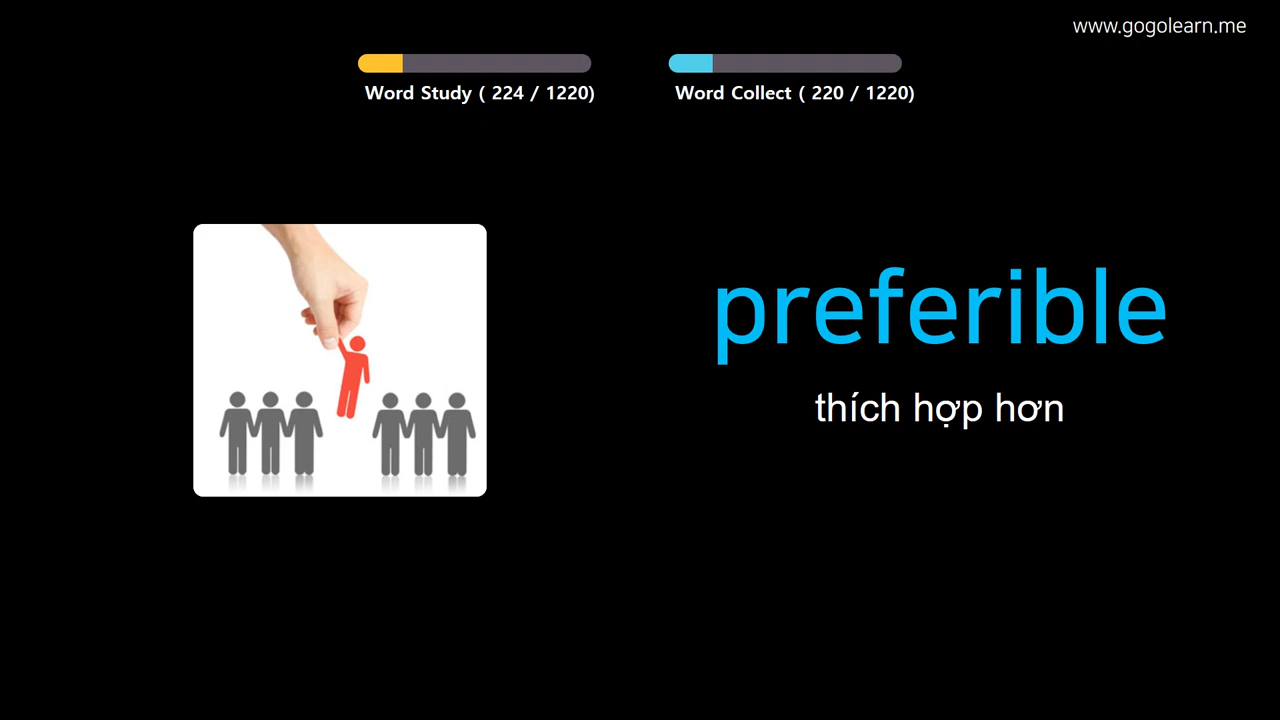 www.gogolearn.me
Word Study ( 224 / 1220)
Word Collect ( 220 / 1220)
preferible
thích hợp hơn